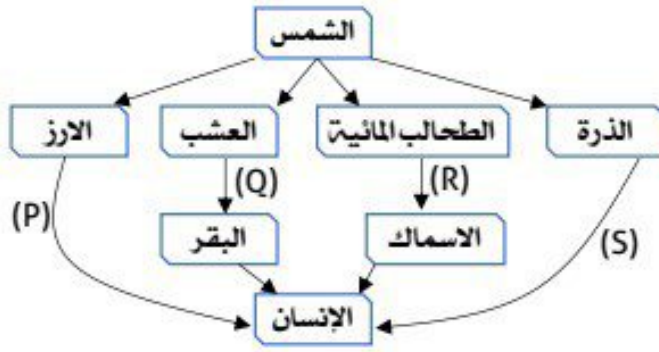 الشمس
الارز
العشب
الطحالب المائية
الذرة
(P)
(Q)
(R)
(S)
البقر
الاسماك
الإنسان